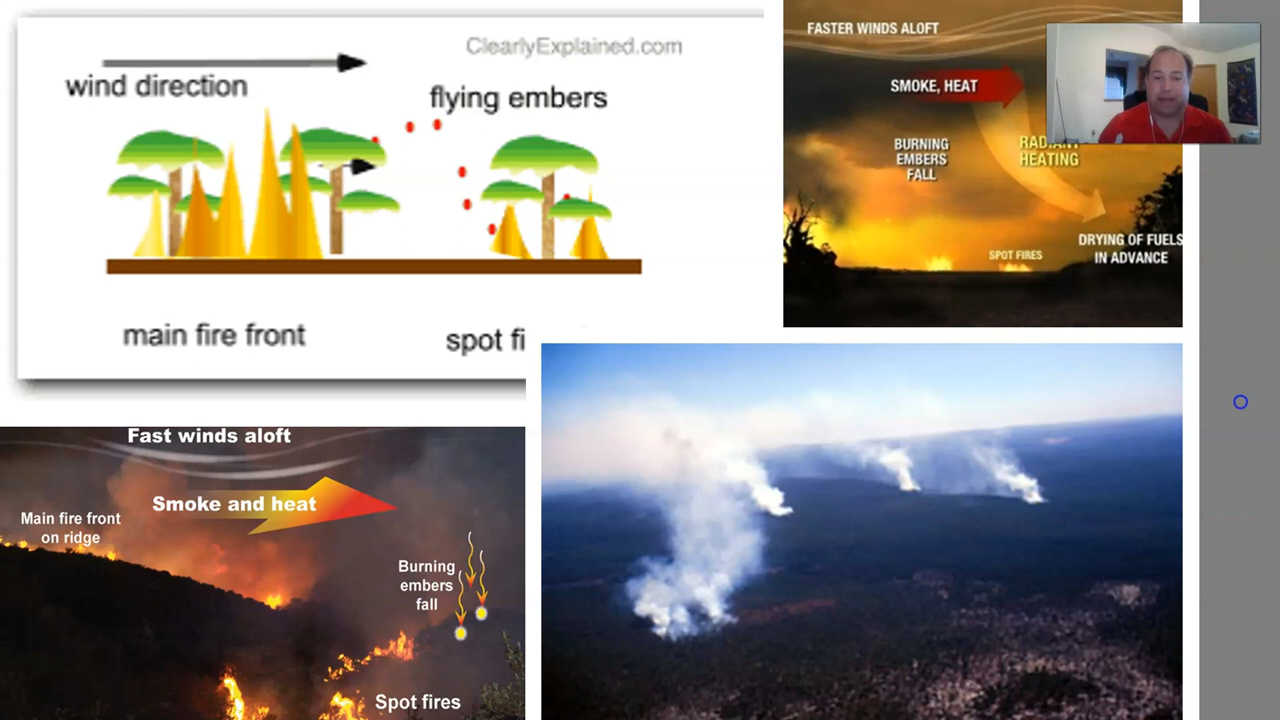 ClearlyExplained.com
wind direction
flying embers
main fire front
spot fi
FASTER WINDS ALOFT
SMOKE, HEAT
BURNING
EMBERS
FALL
RADIANT
HEATING
DRYING OF FUELS
IN ADVANCE
SPOT FIRES
Fast winds aloft
Smoke and heat
Main fire front
on ridge
Burning
embers
fall
Spot fires